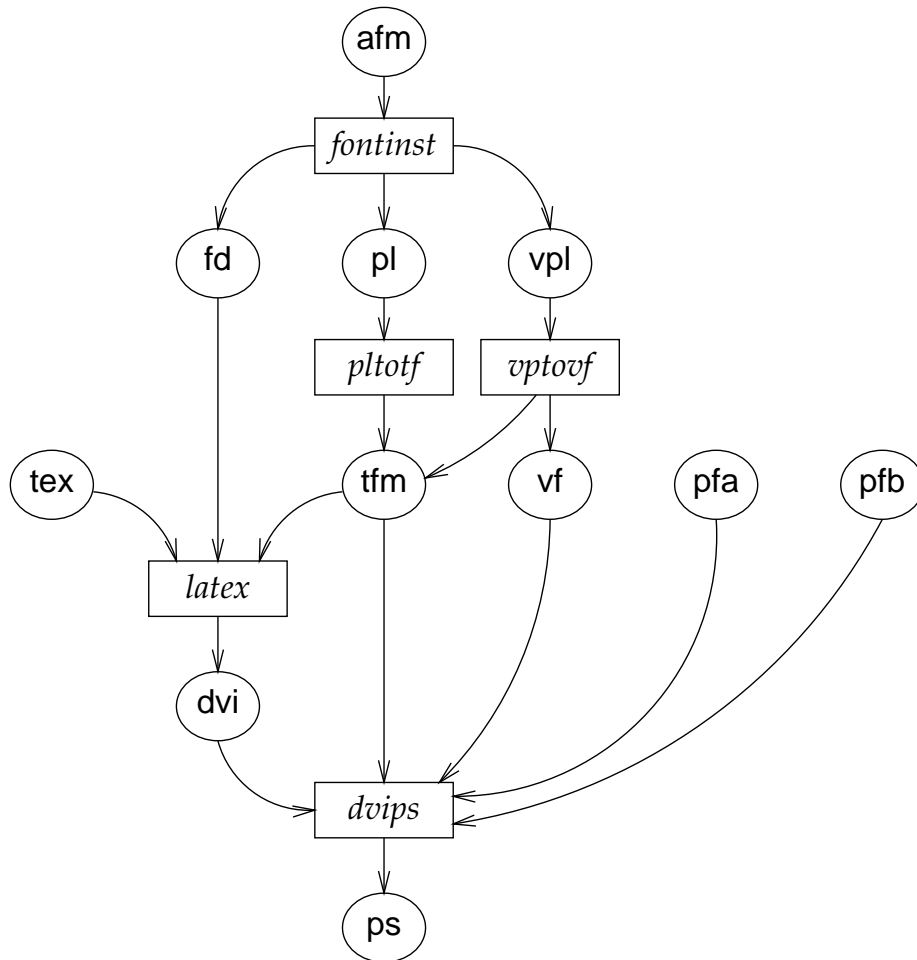 afm
fontinst
fd
pl
vpl
pltotf
vptovf
tex
tfm
vf
pfa
pfb
latex
dvi
dvips
ps